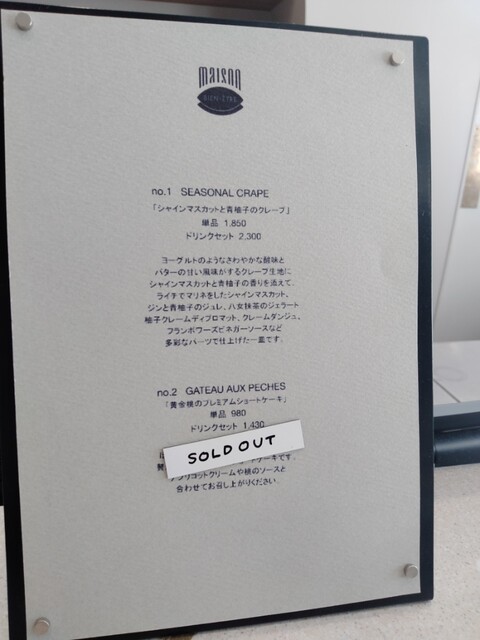 maison
BIEN-ETRE
no.1 SEASONAL CRAPE
「シャインマスカットと青柚子のクレープ」
単品 1,850
ドリンクセット 2,300
ヨーグルトのようなさわやかな酸味と
バターの甘い風味がするクレープ生地に
シャインマスカットと青柚子の香りを添えて。
ライチでマリネをしたシャインマスカット、
ジンと青柚子のジュレ、八女抹茶のジェラート
柚子クレームディプロマット、クレームダンジュ、
フランボワーズビネガーソースなど
多彩なパーツで仕上げた一皿です。
no.2 GATEAU AUX PECHES
「黄金桃のプレミアムショートケーキ」
単品 980
ドリンクセット 1,430
SOLD OUT
ケーキです。
アプリコットクリームや桃のソースと
合わせてお召し上がりください。